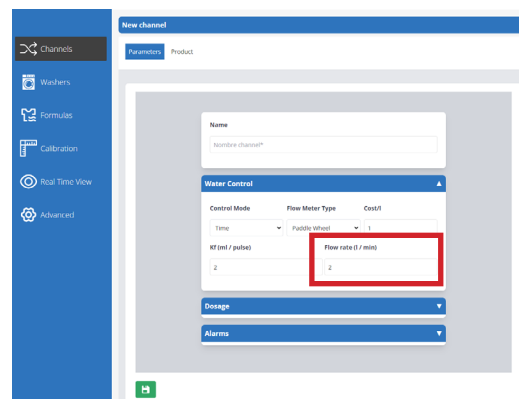 New channel
Channels
Washers
Formulas
Calibration
Real Time View
Advanced
Parameters Product
Name
Nombre channel*
Water Control
Control Mode Flow Meter Type Cost/l
Time Paddle Wheel 1
Kf (ml / pulse) Flow rate (l / min)
2 2
Dosage
Alarms